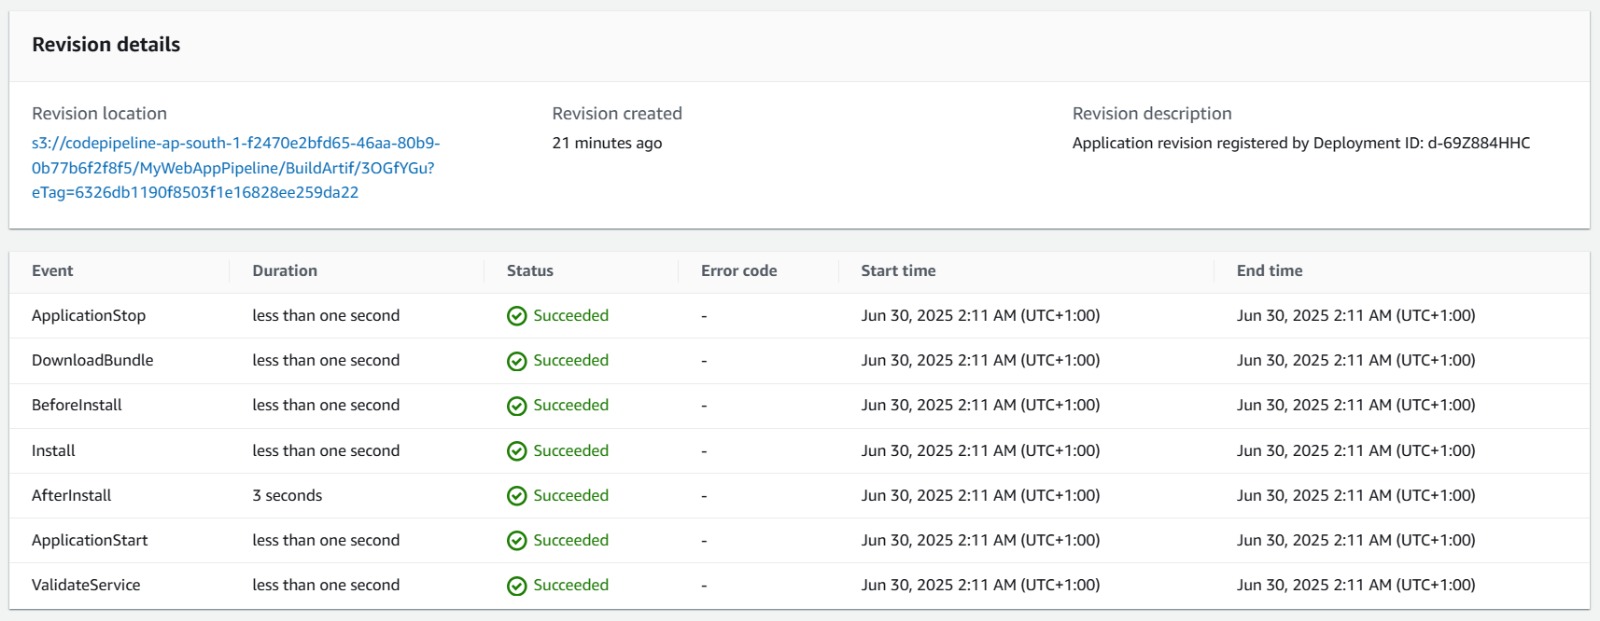 Revision details
Revision location
Revision created
Revision description
s3://codepipeline-ap-south-1-f2470e2bfd65-46aa-80b9-
0b77b6f2f8f5/MyWebAppPipeline/BuildArtif/3OGfYGu?
eTag=6326db1190f8503f1e16828ee259da22
21 minutes ago
Application revision registered by Deployment ID: d-69Z884HHC
Event Duration Status Error code Start time End time
ApplicationStop less than one second Succeeded - Jun 30, 2025 2:11 AM (UTC+1:00) Jun 30, 2025 2:11 AM (UTC+1:00)
DownloadBundle less than one second Succeeded - Jun 30, 2025 2:11 AM (UTC+1:00) Jun 30, 2025 2:11 AM (UTC+1:00)
BeforeInstall less than one second Succeeded - Jun 30, 2025 2:11 AM (UTC+1:00) Jun 30, 2025 2:11 AM (UTC+1:00)
Install less than one second Succeeded - Jun 30, 2025 2:11 AM (UTC+1:00) Jun 30, 2025 2:11 AM (UTC+1:00)
AfterInstall 3 seconds Succeeded - Jun 30, 2025 2:11 AM (UTC+1:00) Jun 30, 2025 2:11 AM (UTC+1:00)
ApplicationStart less than one second Succeeded - Jun 30, 2025 2:11 AM (UTC+1:00) Jun 30, 2025 2:11 AM (UTC+1:00)
ValidateService less than one second Succeeded - Jun 30, 2025 2:11 AM (UTC+1:00) Jun 30, 2025 2:11 AM (UTC+1:00)